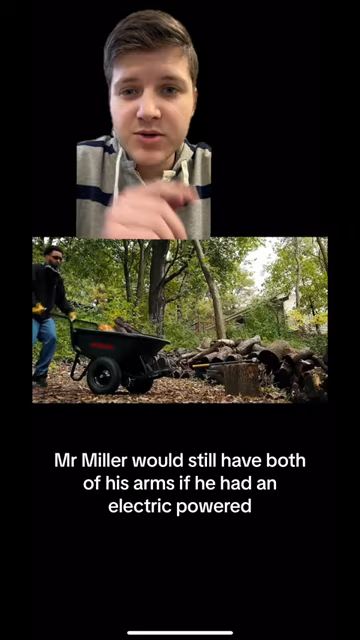 Mr Miller would still have both
of his arms if he had an
electric powered